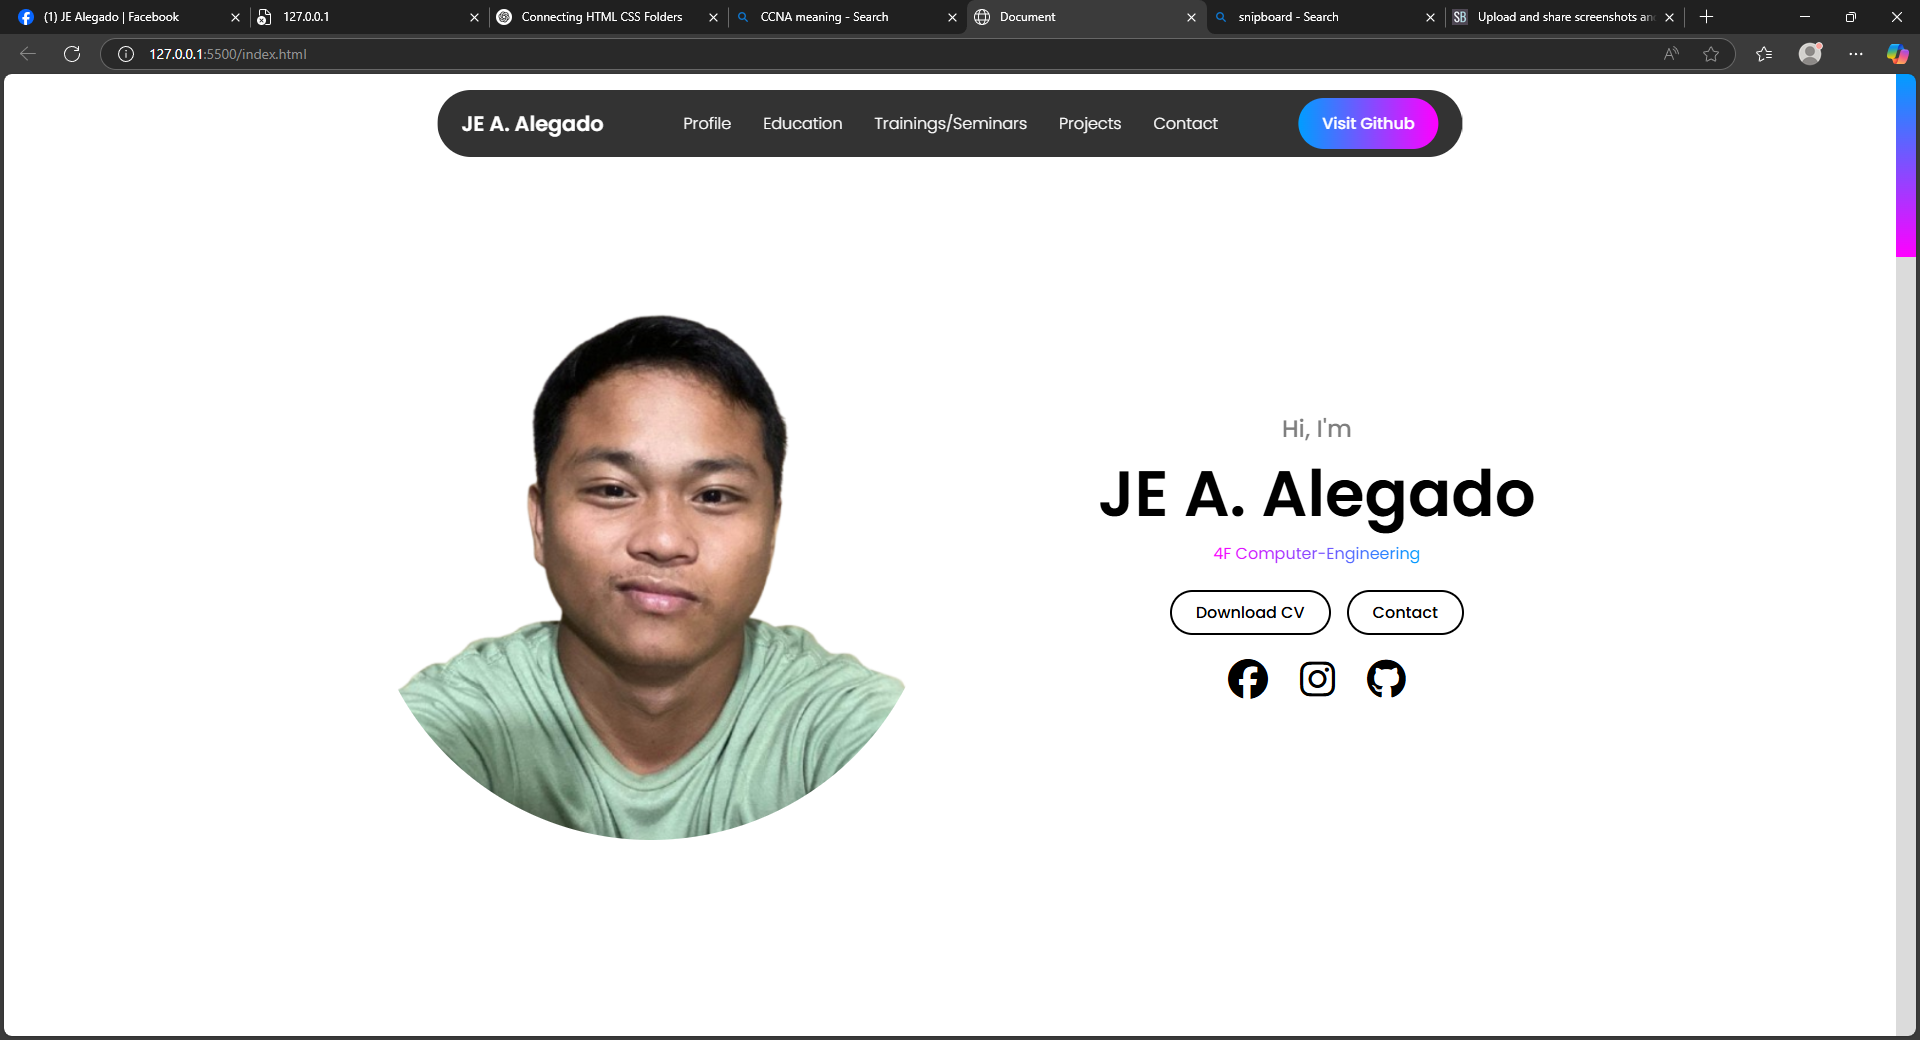 (1) JE Alegado | Facebook
127.0.0.1
Connecting HTML CSS Folders
CCNA meaning - Search
Document
snipboard - Search
SB
Upload and share screenshots an
127.0.0.1:5500/index.html
JE A. Alegado
Profile
Education
Trainings/Seminars
Projects
Contact
Visit Github
Hi, I'm
JE A. Alegado
4F Computer-Engineering
Download CV
Contact